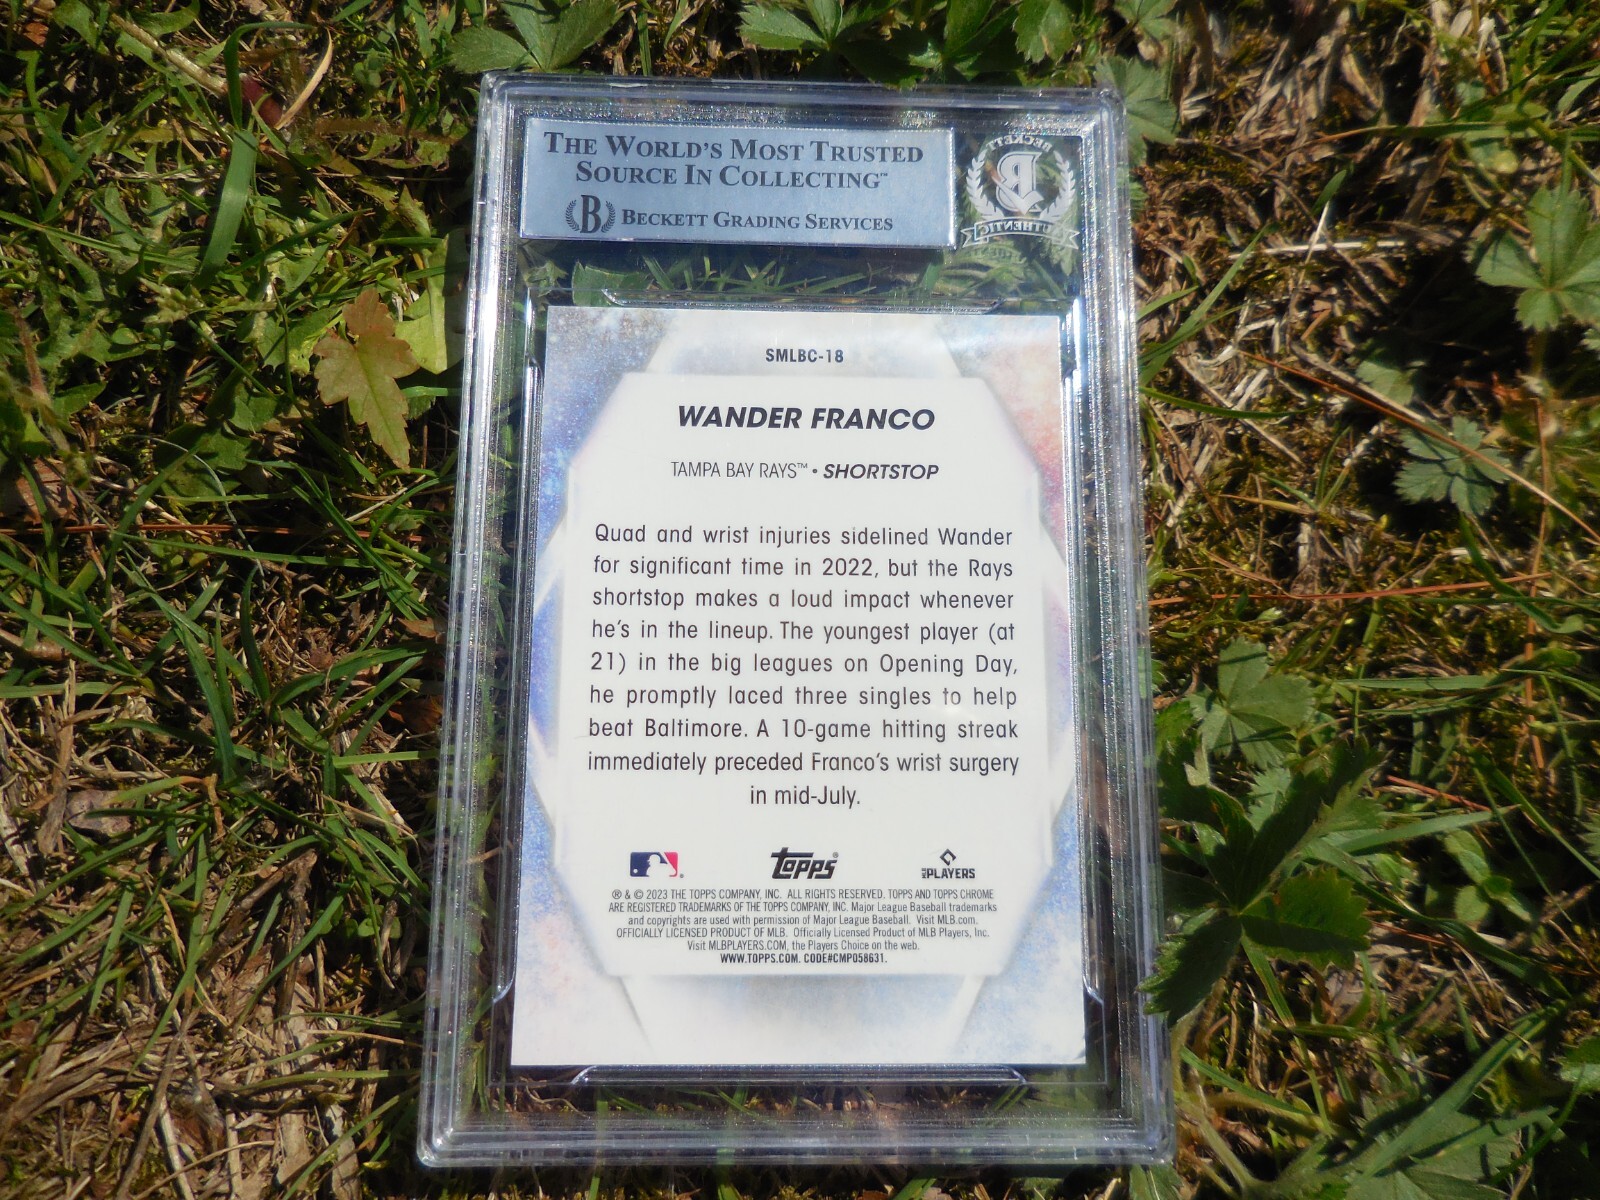 THE WORLD'S MOST TRUSTED
SOURCE IN COLLECTING™
B BECKETT GRADING SERVICES
BECKETT
B
AUTHENTIC
SMLBC-18
WANDER FRANCO
TAMPA BAY RAYS™ • SHORTSTOP
Quad and wrist injuries sidelined Wander
for significant time in 2022, but the Rays
shortstop makes a loud impact whenever
he's in the lineup. The youngest player (at
21) in the big leagues on Opening Day,
he promptly laced three singles to help
beat Baltimore. A 10-game hitting streak
immediately preceded Franco's wrist surgery
in mid-July.
topps®
MLB PLAYERS
® & © 2023 THE TOPPS COMPANY, INC. ALL RIGHTS RESERVED. TOPPS AND TOPPS CHROME
ARE REGISTERED TRADEMARKS OF THE TOPPS COMPANY, INC. Major League Baseball trademarks
and copyrights are used with permission of Major League Baseball. Visit MLB.com.
OFFICIALLY LICENSED PRODUCT OF MLB. Officially Licensed Product of MLB Players, Inc.
Visit MLBPLAYERS.COM, the Players Choice on the web.
WWW.TOPPS.COM. CODE#CMP058631.